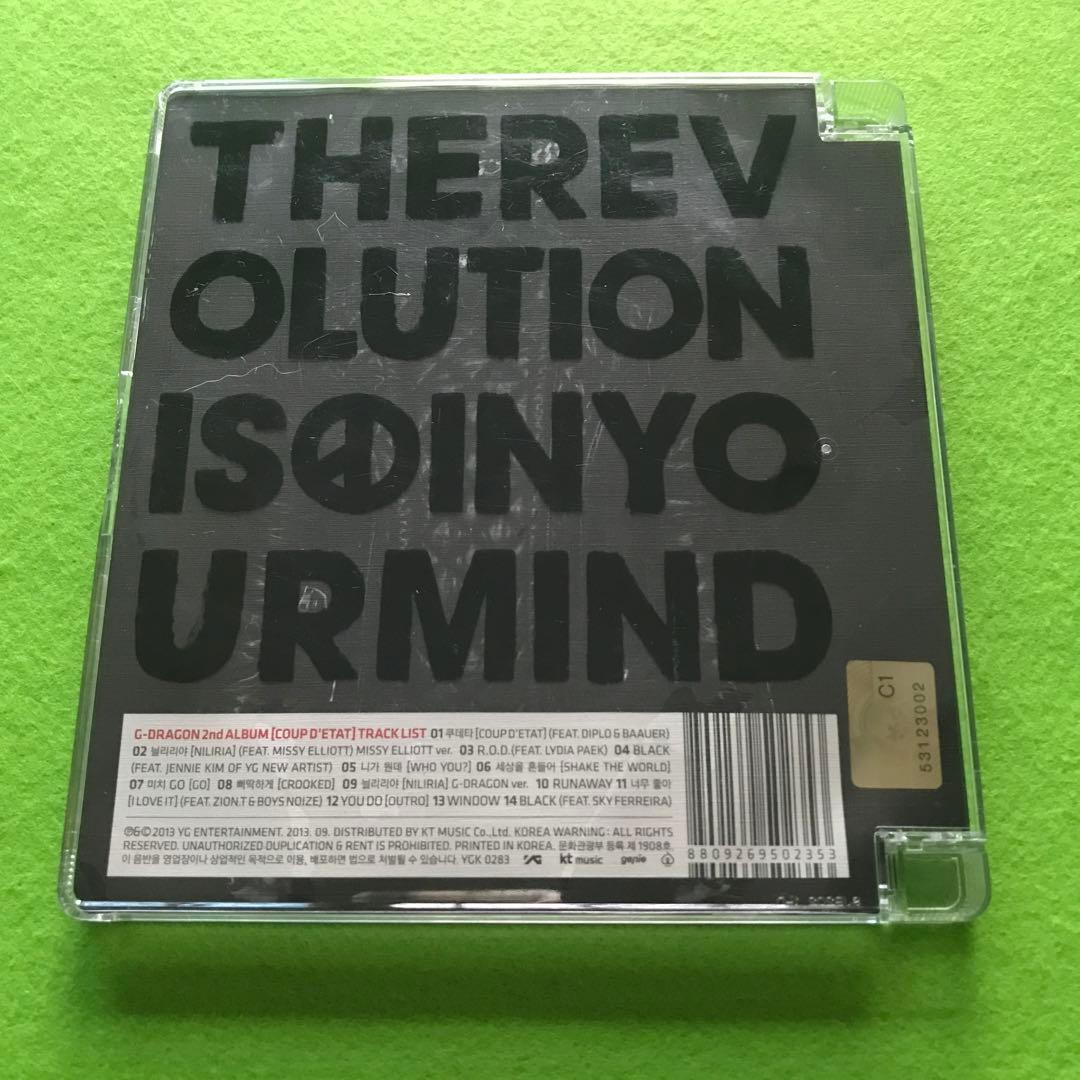 THEREV
OLUTION
IS☮INYO
URMIND
G-DRAGON 2nd ALBUM [COUP D'ETAT] TRACK LIST 01 쿠데타 [COUP D'ETAT] (FEAT. DIPLO & BAAUER)
02 늴리리야 [NILIRIA] (FEAT. MISSY ELLIOTT) MISSY ELLIOTT ver. 03 R.O.D. (FEAT. LYDIA PAEK) 04 BLACK
(FEAT. JENNIE KIM OF YG NEW ARTIST) 05 니가 뭔데 [WHO YOU?] 06 세상을 흔들어 [SHAKE THE WORLD]
07 미치 GO [GO] 08 삐딱하게 [CROOKED] 09 늴리리야 [NILIRIA] G-DRAGON ver. 10 RUNAWAY 11 너무 좋아
[I LOVE IT] (FEAT. ZION.T & BOYS NOIZE) 12 YOU DO [OUTRO] 13 WINDOW 14 BLACK (FEAT. SKY FERREIRA)
℗&© 2013 YG ENTERTAINMENT. 2013. 09. DISTRIBUTED BY KT MUSIC Co., Ltd. KOREA WARNING : ALL RIGHTS
RESERVED. UNAUTHORIZED DUPLICATION & RENT IS PROHIBITED. PRINTED IN KOREA. 문화관광부 등록 제 1908호.
이 음반을 영업장이나 상업적인 목적으로 이용, 배포하면 법으로 처벌될 수 있습니다. YGK 0283 YG kt music genie
8809269502353
C1
53123002